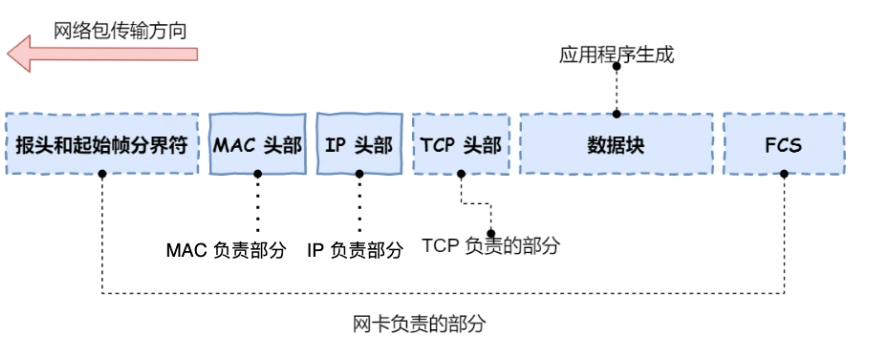 网络包传输方向
应用程序生成
报头和起始帧分界符
MAC 头部
IP 头部
TCP 头部
数据块
FCS
MAC 负责部分
IP 负责部分
TCP 负责的部分
网卡负责的部分